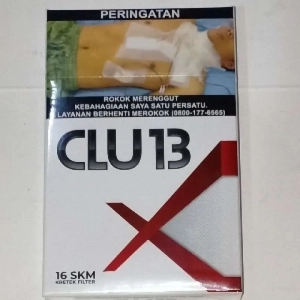 PERINGATAN
ROKOK MERENGGUT
KEBAHAGIAAN SAYA SATU PERSATU.
LAYANAN BERHENTI MEROKOK (0800-177-6565)
CLU13
X
16 SKM
KRETEK FILTER